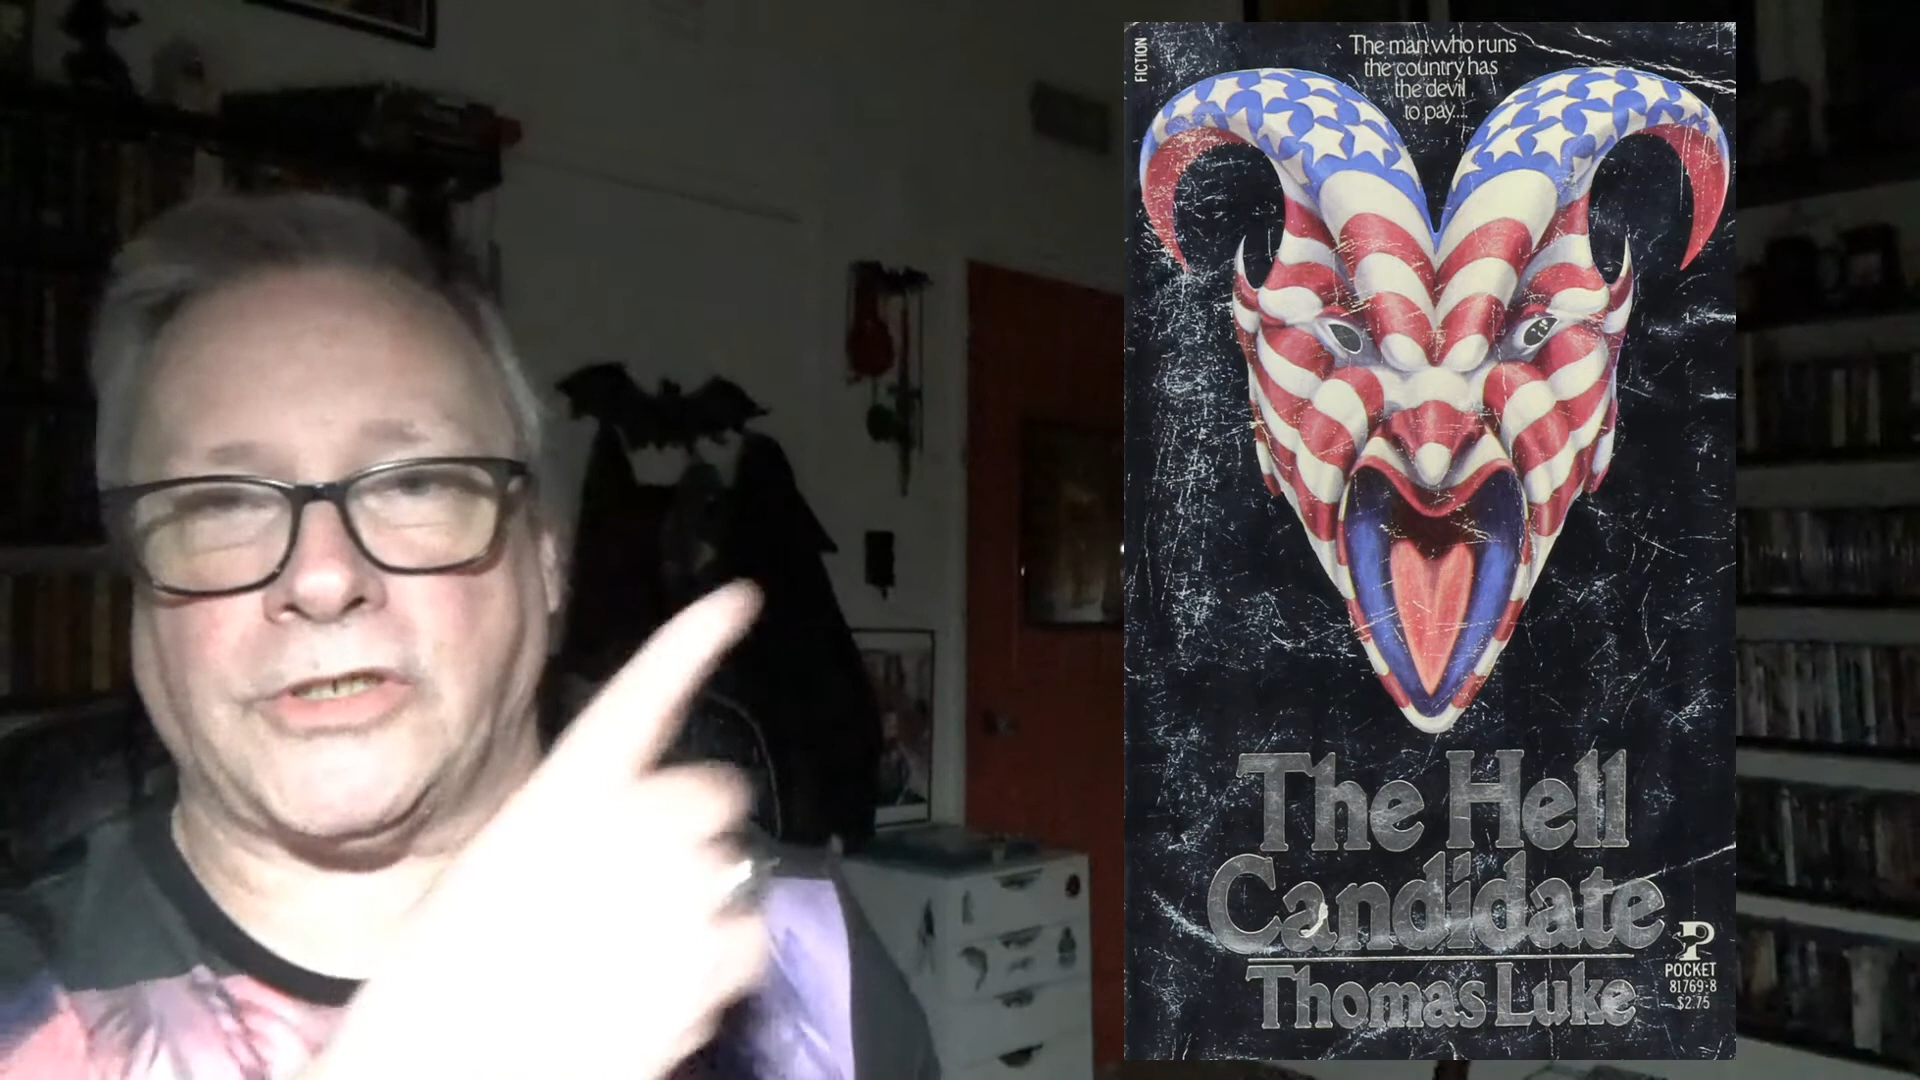 FICTION
The man who runs
the country has
the devil
to pay...
The Hell
Candidate
Thomas Luke
POCKET
81769·8
$2.75